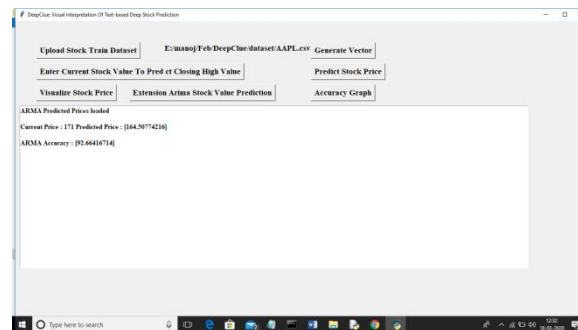 DeepClue: Visual Interpretation Of Text-based Deep Stock Prediction
Upload Stock Train Dataset E:/manoj/Feb/DeepClue/dataset/AAPL.csv Generate Vector
Enter Current Stock Value To Pred ct Closing High Value Predict Stock Price
Visualize Stock Price Extension Arima Stock Value Prediction Accuracy Graph
ARMA Predicted Prices loaded
Current Price : 171 Predicted Price : [164.50774216]
ARMA Accuracy : [92.66416714]
Type here to search
12:32